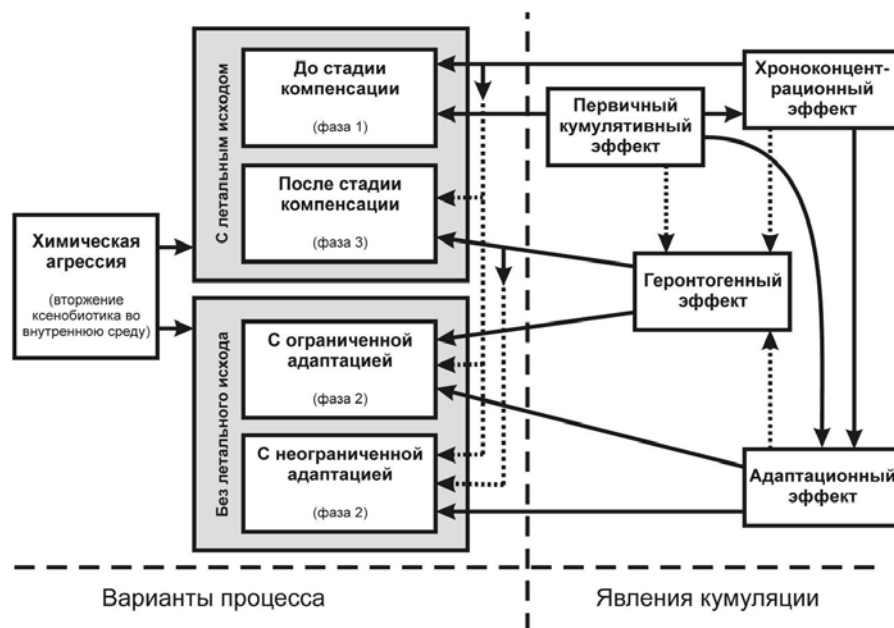 До стадии
компенсации
(фаза 1)
Хроноконцент-
рационный
эффект
Первичный
кумулятивный
эффект
С летальным исходом
После стадии
компенсации
(фаза 3)
Химическая
агрессия
(вторжение
ксенобиотика во
внутреннюю среду)
Геронтогенный
эффект
Без летального исхода
С ограниченной
адаптацией
(фаза 2)
С неограниченной
адаптацией
(фаза 2)
Адаптационный
эффект
Варианты процесса
Явления кумуляции